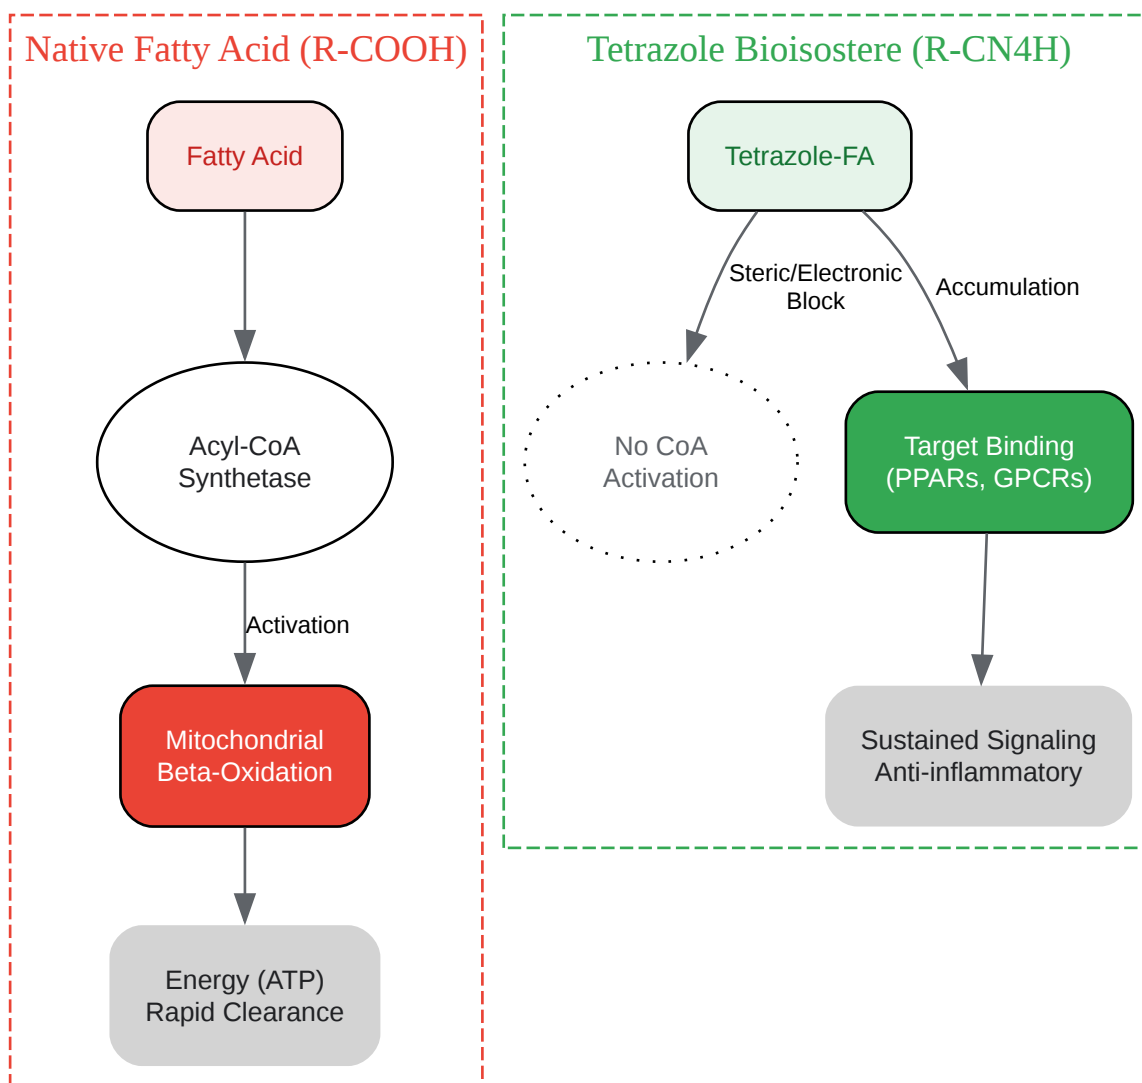 Native Fatty Acid (R-COOH)
Fatty Acid
Acyl-CoA
Synthetase
Activation
Mitochondrial
Beta-Oxidation
Energy (ATP)
Rapid Clearance
Tetrazole Bioisostere (R-CN4H)
Tetrazole-FA
Steric/Electronic
Block
Accumulation
No CoA
Activation
Target Binding
(PPARs, GPCRs)
Sustained Signaling
Anti-inflammatory